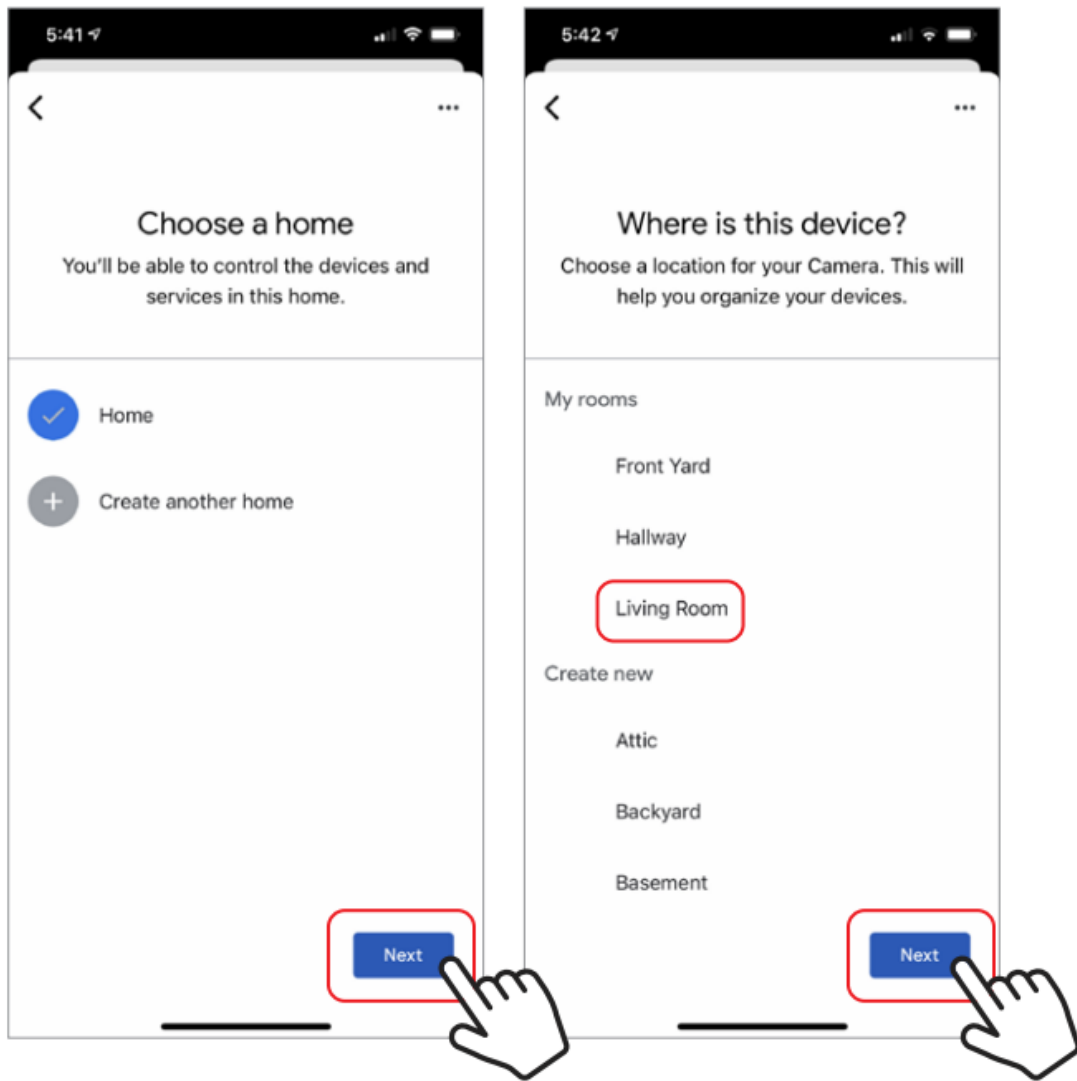 5:41
Choose a home
You'll be able to control the devices and
services in this home.
Home
Create another home
Next
5:42
Where is this device?
Choose a location for your Camera. This will
help you organize your devices.
My rooms
Front Yard
Hallway
Living Room
Create new
Attic
Backyard
Basement
Next